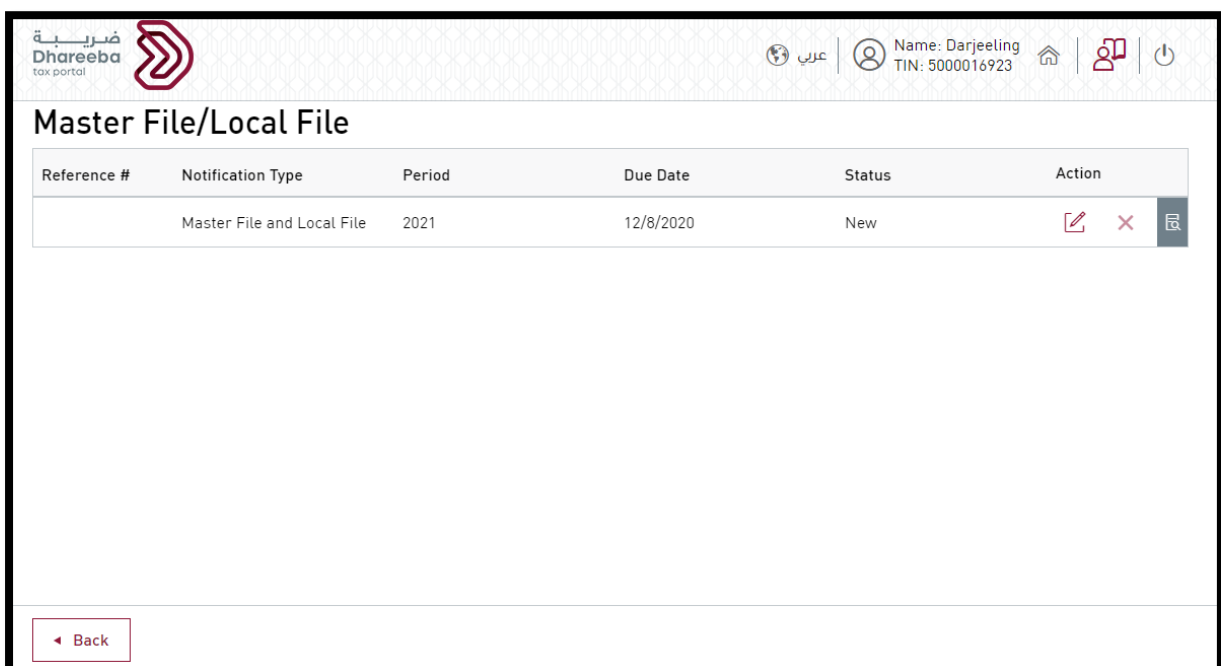 ضريبة
Dhareeba
tax portal
عربي
Name: Darjeeling
TIN: 5000016923
Master File/Local File
Reference # Notification Type Period Due Date Status Action
Master File and Local File 2021 12/8/2020 New
Back